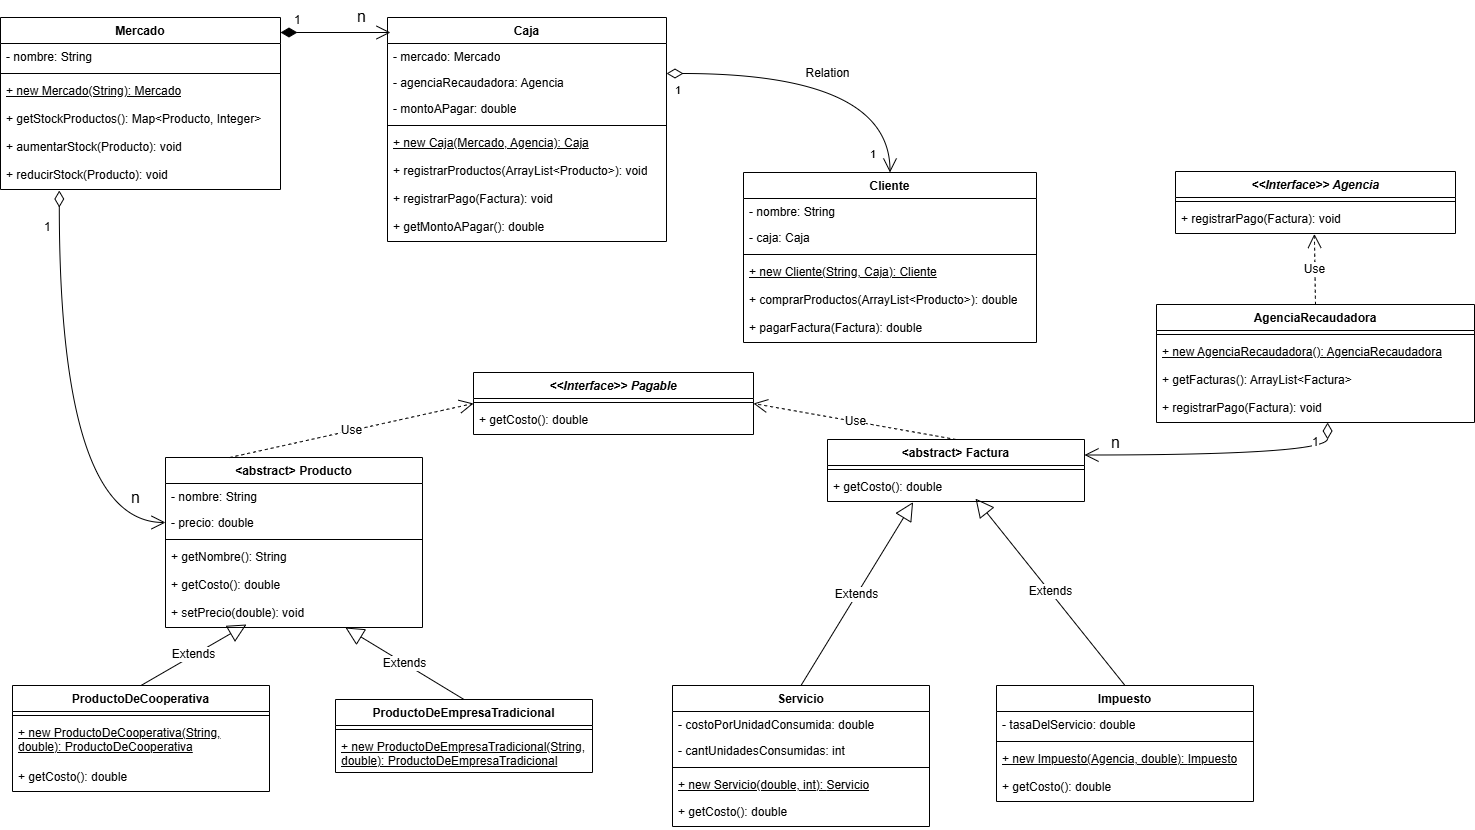 Mercado
- nombre: String
+ new Mercado(String): Mercado
+ getStockProductos(): Map<Producto, Integer>
+ aumentarStock(Producto): void
+ reducirStock(Producto): void
1
n
Caja
- mercado: Mercado
- agenciaRecaudadora: Agencia
- montoAPagar: double
+ new Caja(Mercado, Agencia): Caja
+ registrarProductos(ArrayList<Producto>): void
+ registrarPago(Factura): void
+ getMontoAPagar(): double
1
Relation
1
Cliente
- nombre: String
- caja: Caja
+ new Cliente(String, Caja): Cliente
+ comprarProductos(ArrayList<Producto>): double
+ pagarFactura(Factura): double
<<Interface>> Agencia
+ registrarPago(Factura): void
Use
AgenciaRecaudadora
+ new AgenciaRecaudadora(): AgenciaRecaudadora
+ getFacturas(): ArrayList<Factura>
+ registrarPago(Factura): void
1
n
1
n
<<Interface>> Pagable
+ getCosto(): double
Use
Use
<abstract> Producto
- nombre: String
- precio: double
+ getNombre(): String
+ getCosto(): double
+ setPrecio(double): void
<abstract> Factura
+ getCosto(): double
Extends
Extends
Extends
Extends
ProductoDeCooperativa
+ new ProductoDeCooperativa(String,
double): ProductoDeCooperativa
+ getCosto(): double
ProductoDeEmpresaTradicional
+ new ProductoDeEmpresaTradicional(String,
double): ProductoDeEmpresaTradicional
Servicio
- costoPorUnidadConsumida: double
- cantUnidadesConsumidas: int
+ new Servicio(double, int): Servicio
+ getCosto(): double
Impuesto
- tasaDelServicio: double
+ new Impuesto(Agencia, double): Impuesto
+ getCosto(): double